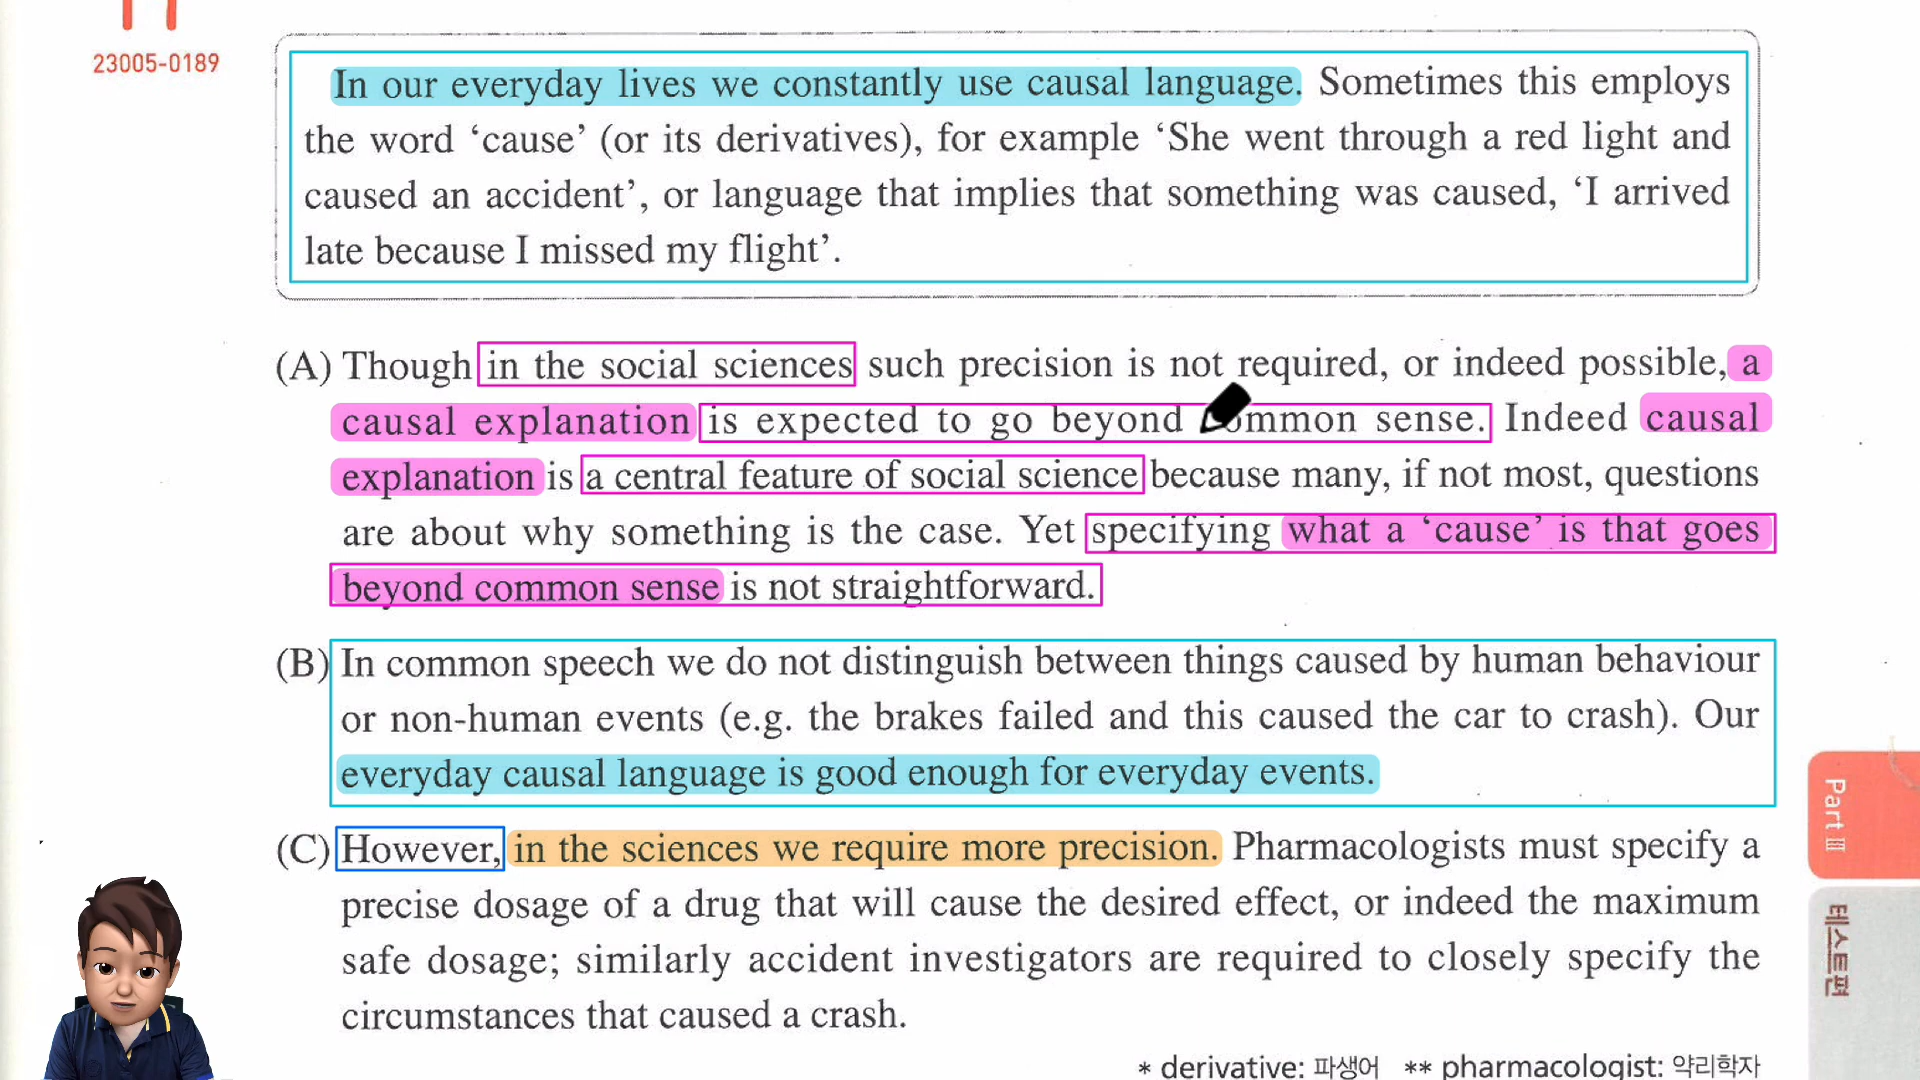 23005-0189
In our everyday lives we constantly use causal language. Sometimes this employs
the word ‘cause’ (or its derivatives), for example ‘She went through a red light and
caused an accident’, or language that implies that something was caused, ‘I arrived
late because I missed my flight’.
(A) Though in the social sciences such precision is not required, or indeed possible, a
causal explanation is expected to go beyond common sense. Indeed causal
explanation is a central feature of social science because many, if not most, questions
are about why something is the case. Yet specifying what a ‘cause’ is that goes
beyond common sense is not straightforward.
(B) In common speech we do not distinguish between things caused by human behaviour
or non-human events (e.g. the brakes failed and this caused the car to crash). Our
everyday causal language is good enough for everyday events.
(C) However, in the sciences we require more precision. Pharmacologists must specify a
precise dosage of a drug that will cause the desired effect, or indeed the maximum
safe dosage; similarly accident investigators are required to closely specify the
circumstances that caused a crash.
* derivative: 파생어 ** pharmacologist: 약리학자
Part Ⅲ
테스트편